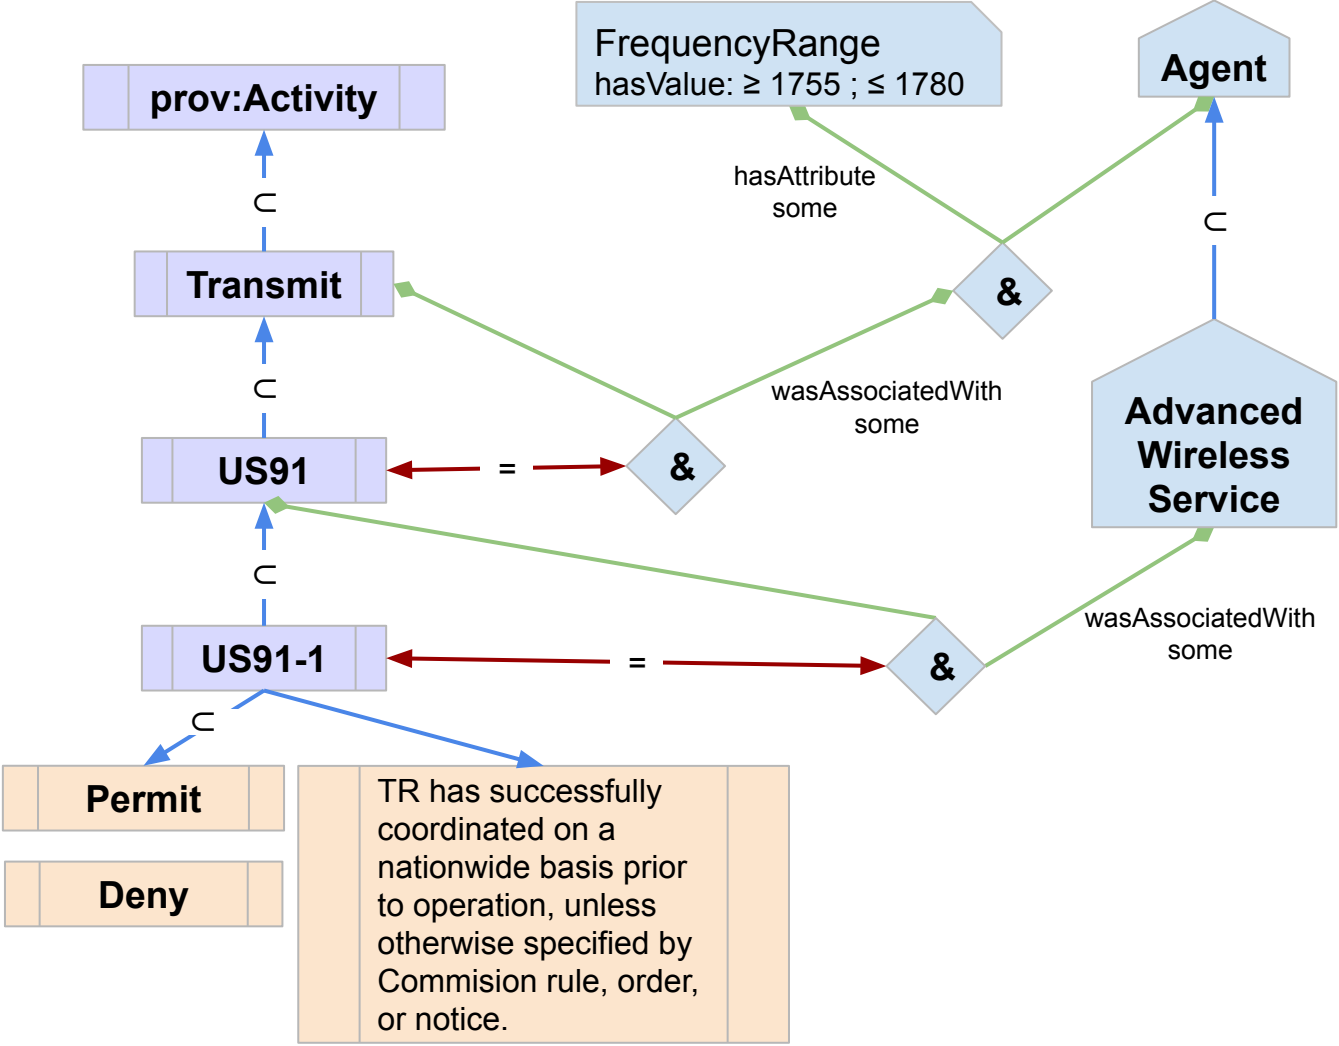 FrequencyRange
hasValue: ≥ 1755 ; ≤ 1780
Agent
prov:Activity
hasAttribute
some
⊂
⊂
Transmit
&
⊂
wasAssociatedWith
some
Advanced
Wireless
Service
US91
=
&
⊂
wasAssociatedWith
some
US91-1
=
&
⊂
Permit
Deny
TR has successfully
coordinated on a
nationwide basis prior
to operation, unless
otherwise specified by
Commision rule, order,
or notice.